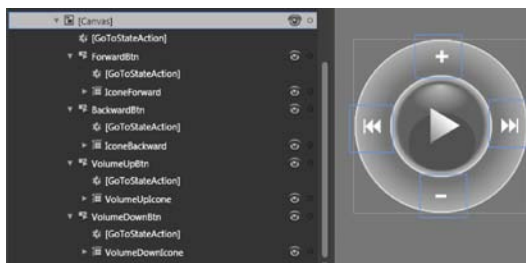 [Canvas]
[GoToStateAction]
ForwardBtn
[GoToStateAction]
IconeForward
BackwardBtn
[GoToStateAction]
IconeBackward
VolumeUpBtn
[GoToStateAction]
VolumeUpIcone
VolumeDownBtn
[GoToStateAction]
VolumeDownIcone